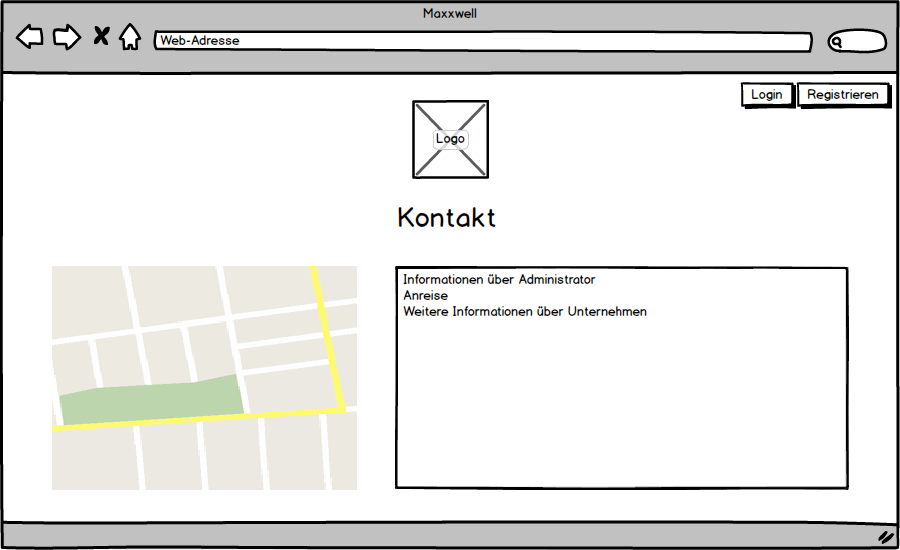 Maxxwell
Web-Adresse
Login
Registrieren
Logo
Kontakt
Informationen über Administrator
Anreise
Weitere Informationen über Unternehmen